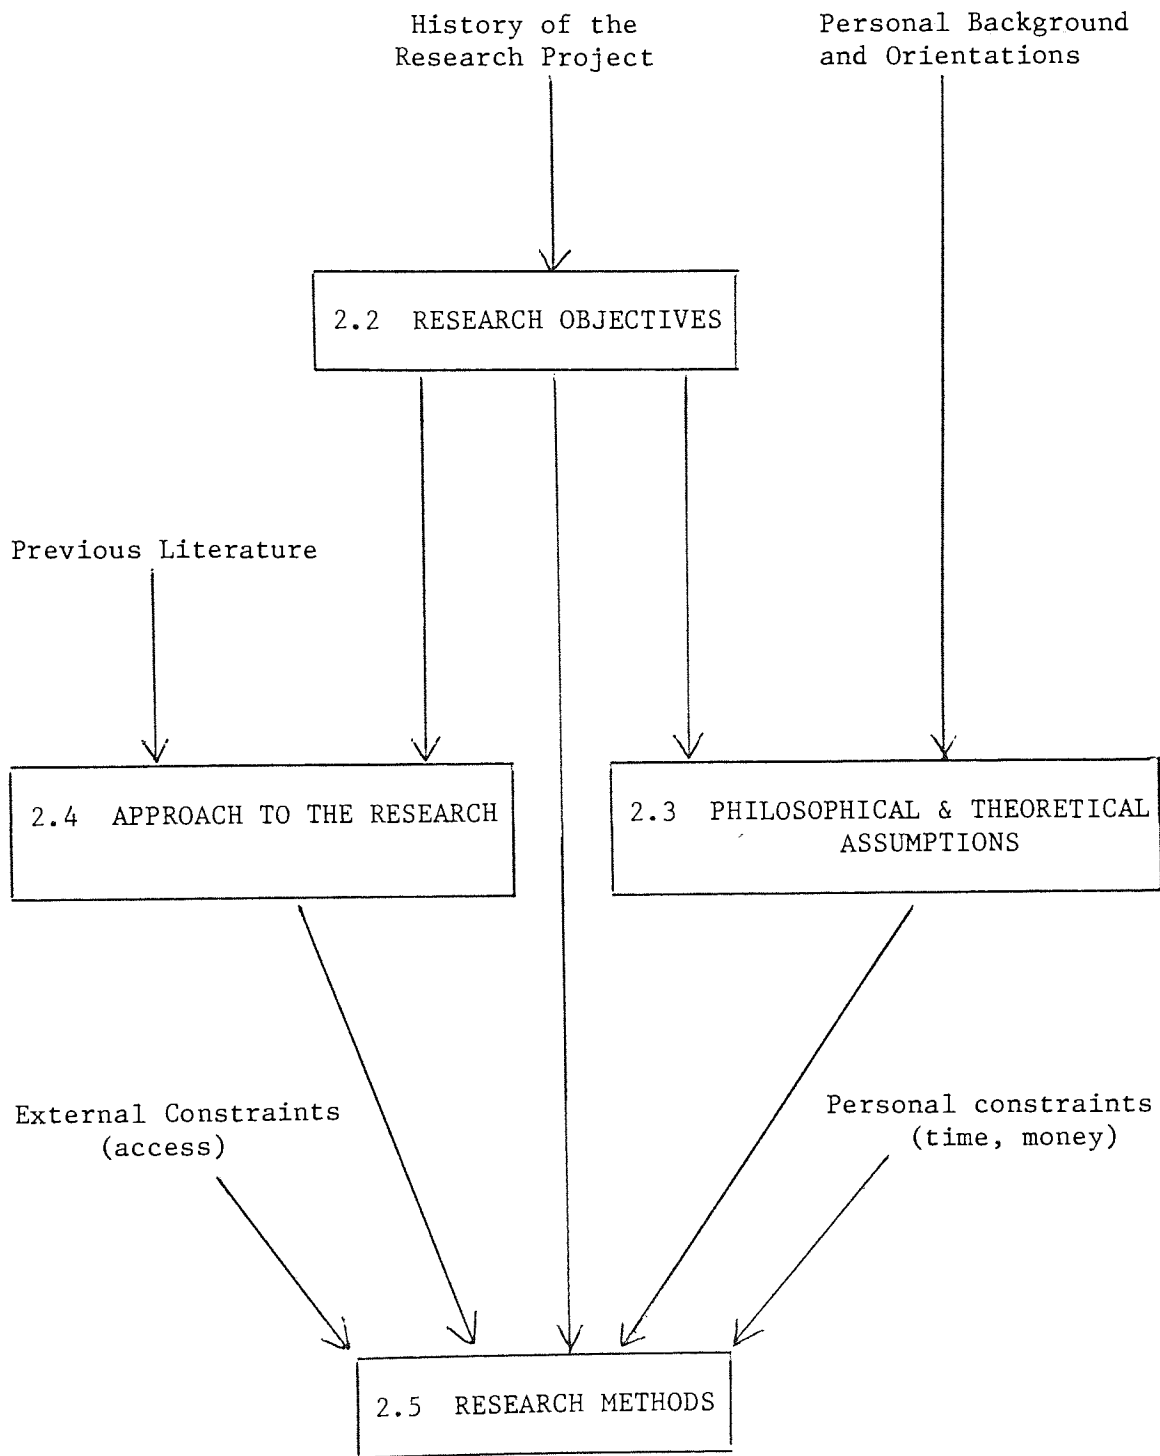 History of the
Research Project
Personal Background
and Orientations
2.2 RESEARCH OBJECTIVES
Previous Literature
2.4 APPROACH TO THE RESEARCH
2.3 PHILOSOPHICAL & THEORETICAL
ASSUMPTIONS
External Constraints
(access)
Personal constraints
(time, money)
2.5 RESEARCH METHODS